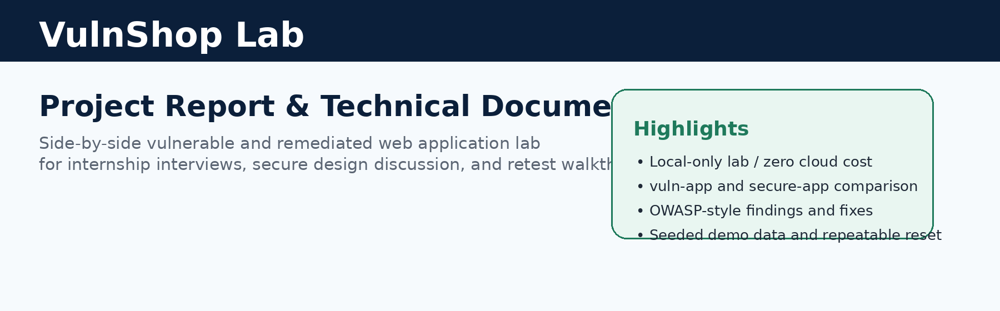 VulnShop Lab
Project Report & Technical Docume
Side-by-side vulnerable and remediated web application lab
for internship interviews, secure design discussion, and retest walkth
Highlights
• Local-only lab / zero cloud cost
• vuln-app and secure-app comparison
• OWASP-style findings and fixes
• Seeded demo data and repeatable reset